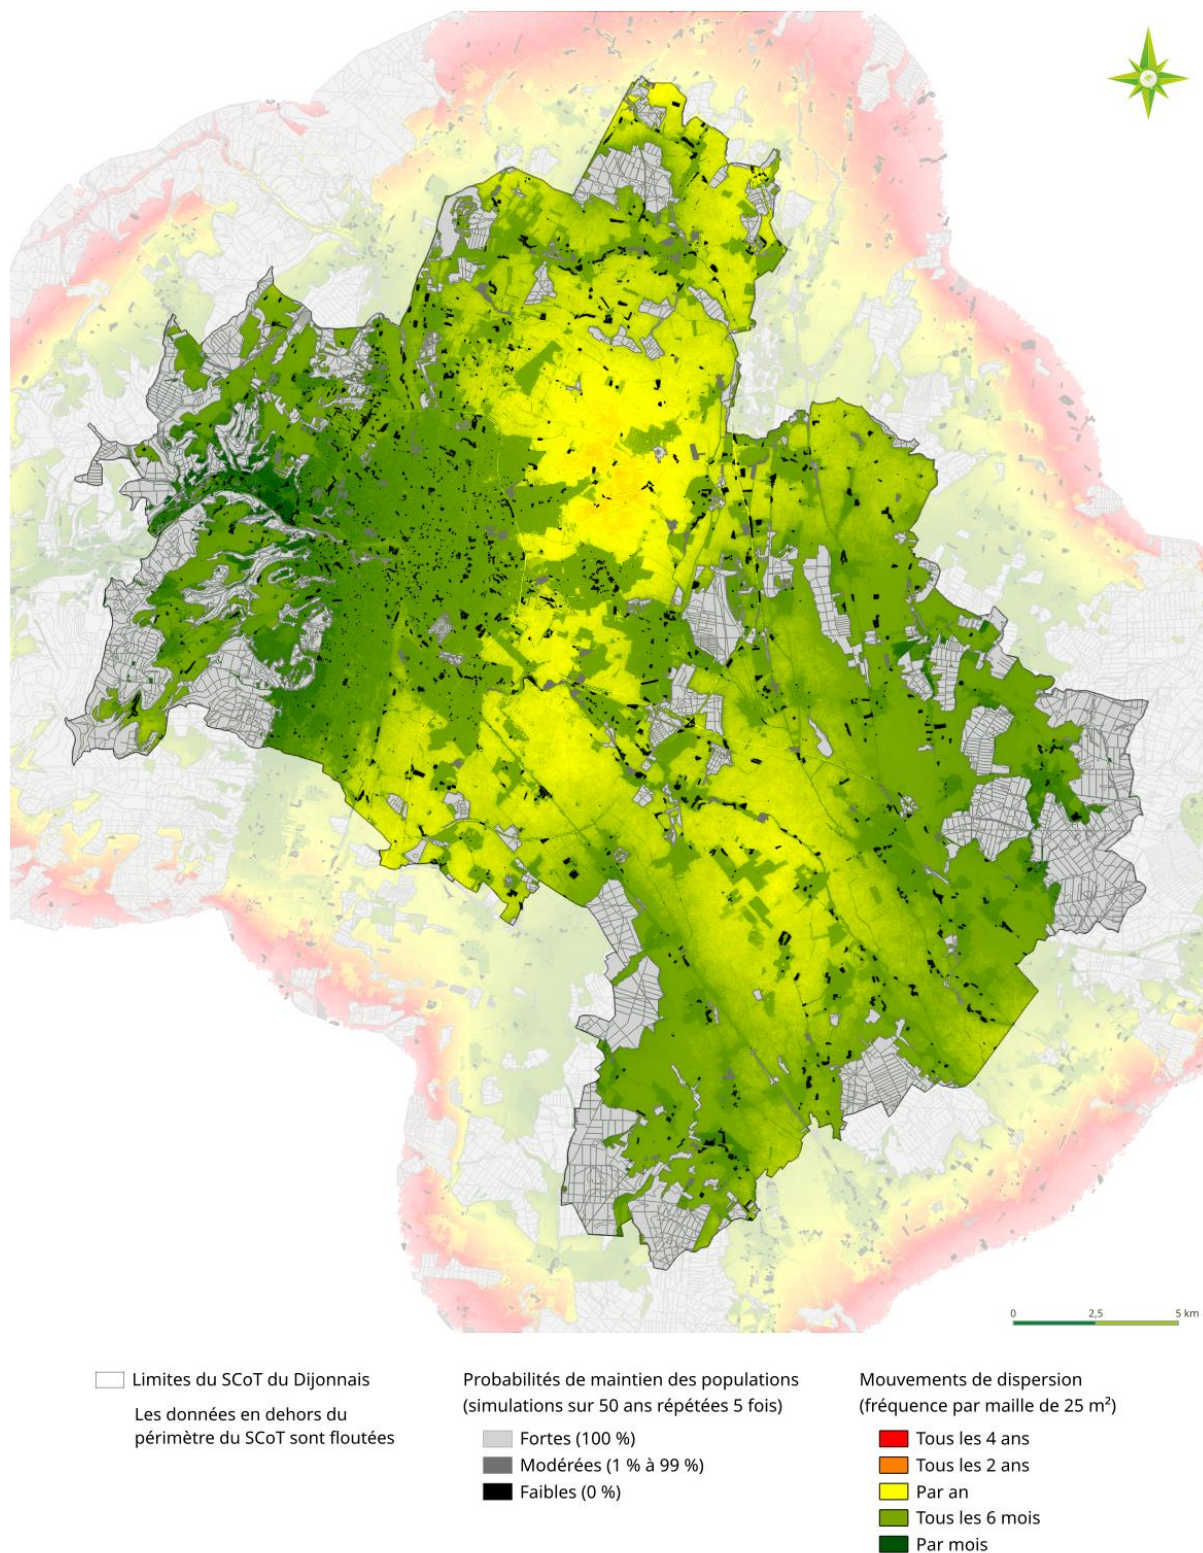 0 2,5 5 km
Limites du SCoT du Dijonnais
Les données en dehors du
périmètre du SCoT sont floutées
Probabilités de maintien des populations
(simulations sur 50 ans répétées 5 fois)
Fortes (100 %)
Modérées (1 % à 99 %)
Faibles (0 %)
Mouvements de dispersion
(fréquence par maille de 25 m²)
Tous les 4 ans
Tous les 2 ans
Par an
Tous les 6 mois
Par mois